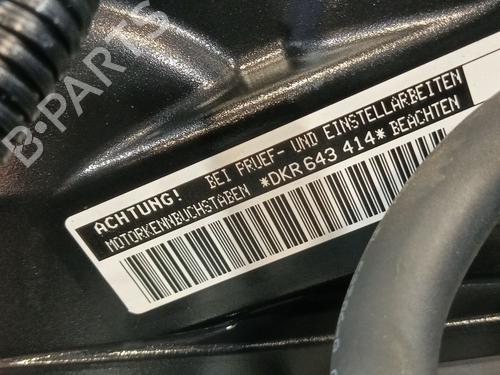 B-PARTS
ACHTUNG! BEI PRUEF- UND EINSTELLARBEITEN
MOTORKENNBUCHSTABEN *DKR 643 414* BEACHTEN